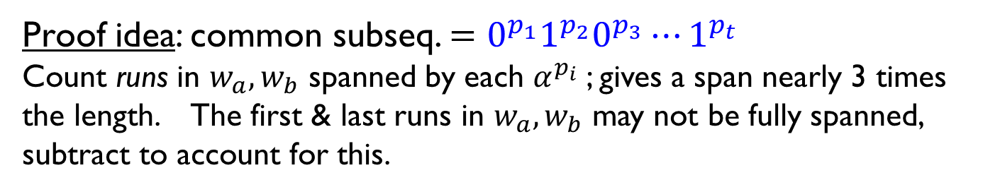 Proof idea: common subseq. = 0^{p_1}1^{p_2}0^{p_3} ⋯ 1^{p_t}
Count runs in w_a, w_b spanned by each α^{p_i} ; gives a span nearly 3 times
the length. The first & last runs in w_a, w_b may not be fully spanned,
subtract to account for this.